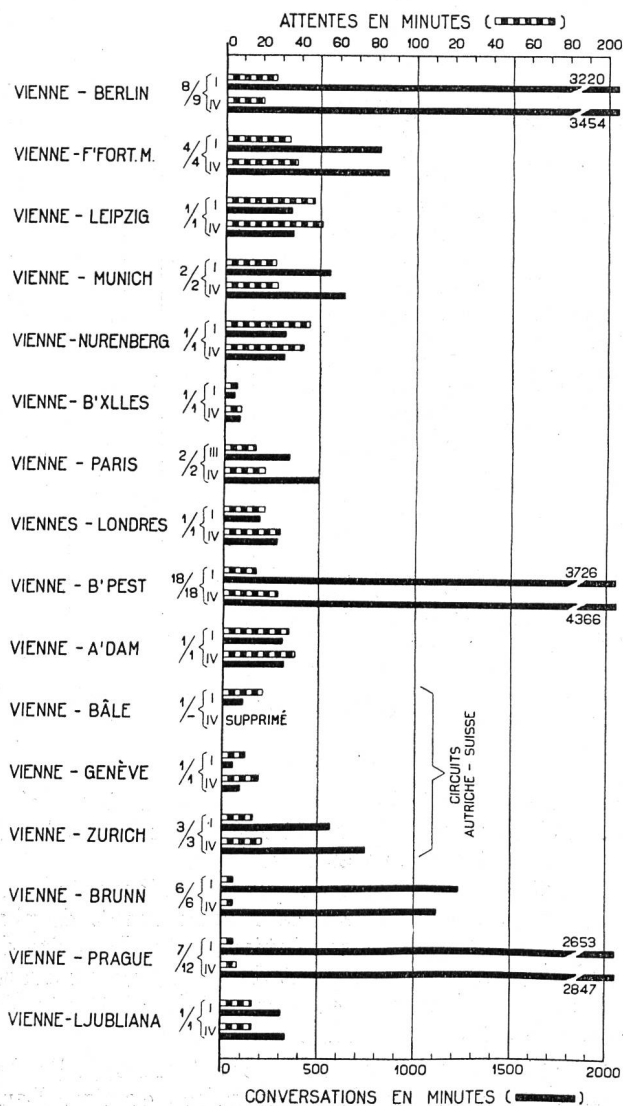 ATTENTES EN MINUTES ( )
0 20 40 60 80 100 20 40 60 80 200
VIENNE - BERLIN 8/9 { I 3220
IV 3454
VIENNE-F'FORT.M. 4/4 { I
IV
VIENNE - LEIPZIG 1/1 { I
IV
VIENNE - MUNICH 2/2 { I
IV
VIENNE-NURENBERG 1/1 { I
IV
VIENNE- B'XLLES 1/1 { I
IV
VIENNE - PARIS 2/2 { III
IV
VIENNES - LONDRES 1/1 { I
IV
VIENNE - B'PEST 18/18 { I 3726
IV 4366
VIENNE - A'DAM 1/1 { I
IV
VIENNE - BÂLE 1/- { I
IV SUPPRIMÉ
VIENNE - GENÈVE 1/1 { I
IV
CIRCUITS
AUTRICHE - SUISSE
VIENNE - ZURICH 3/3 { I
IV
VIENNE - BRUNN 6/6 { I
IV
VIENNE - PRAGUE 7/12 { I 2653
IV 2847
VIENNE-LJUBLIANA 1/1 { I
IV
0 500 1000 1500 2000
CONVERSATIONS EN MINUTES ( )